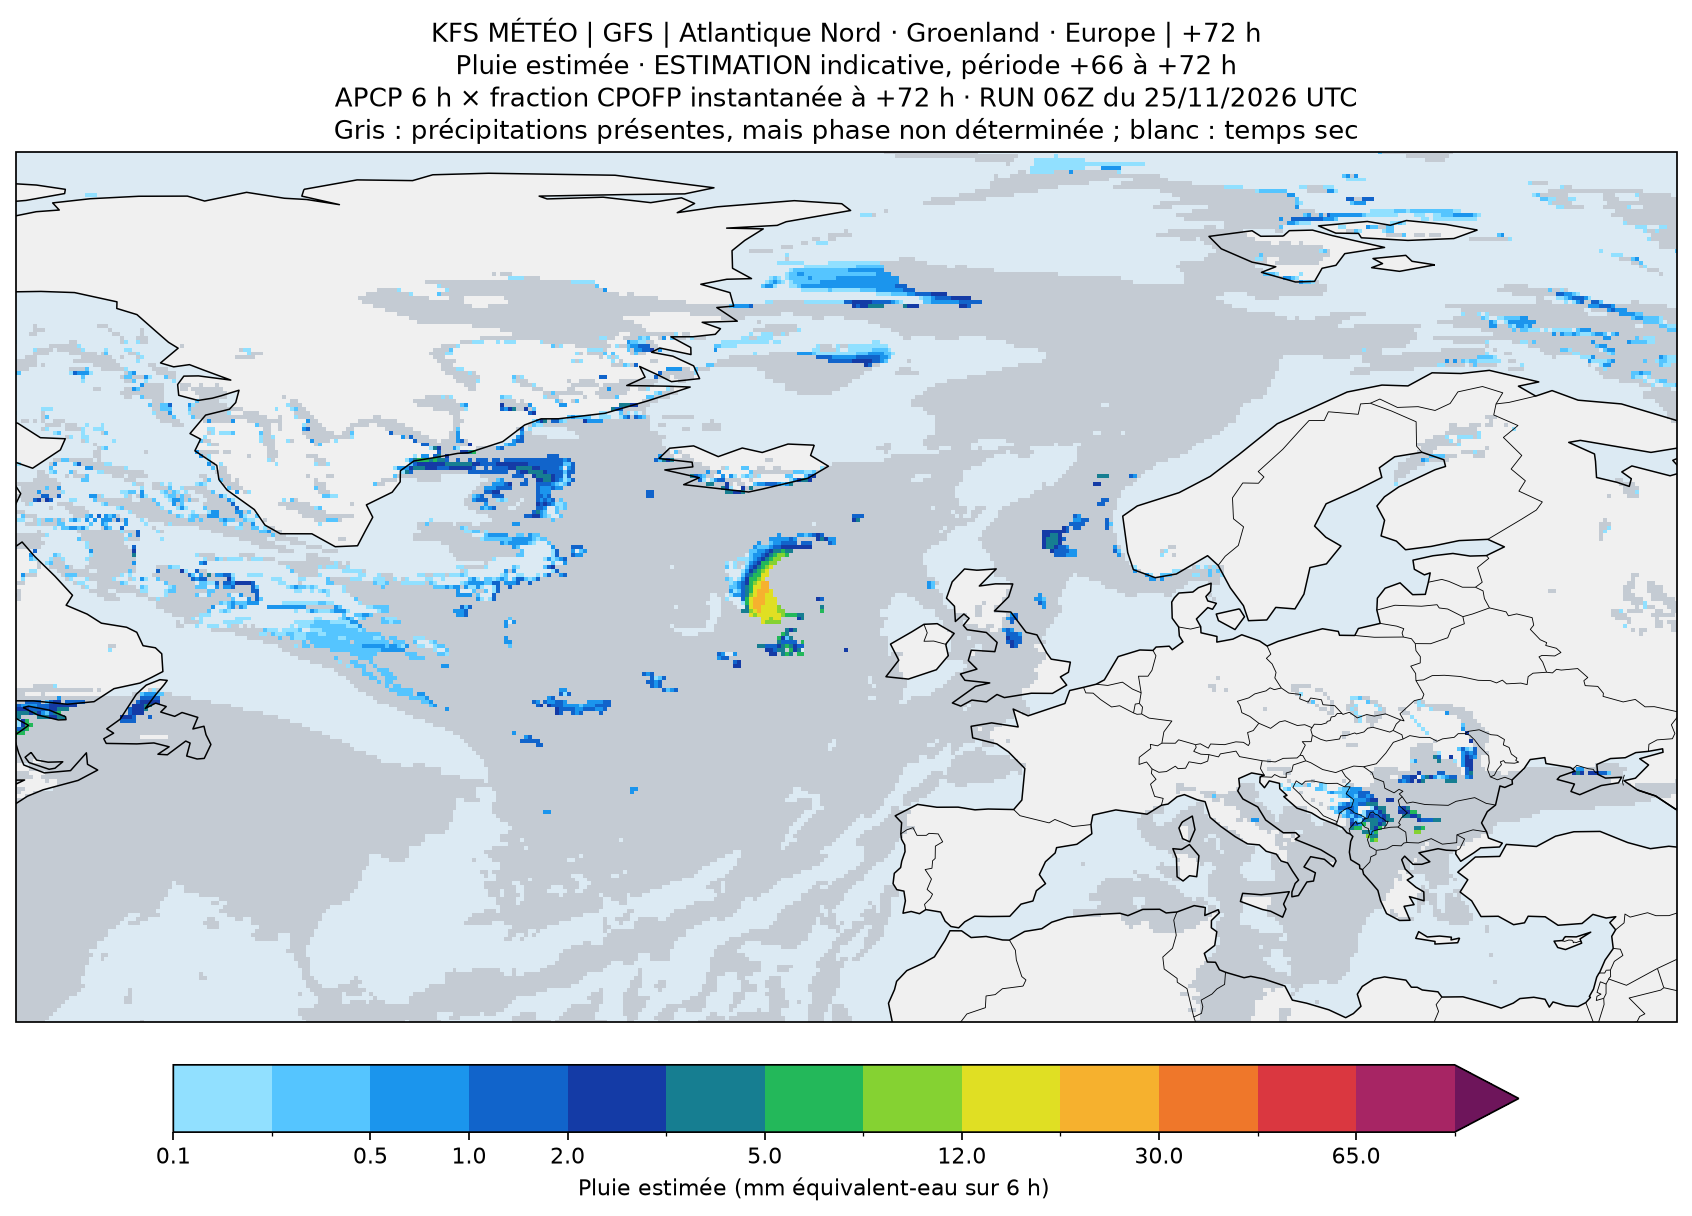 KFS MÉTÉO | GFS | Atlantique Nord · Groenland · Europe | +72 h
Pluie estimée · ESTIMATION indicative, période +66 à +72 h
APCP 6 h × fraction CPOFP instantanée à +72 h · RUN 06Z du 25/11/2026 UTC
Gris : précipitations présentes, mais phase non déterminée ; blanc : temps sec
0.1 0.5 1.0 2.0 5.0 12.0 30.0 65.0
Pluie estimée (mm équivalent-eau sur 6 h)